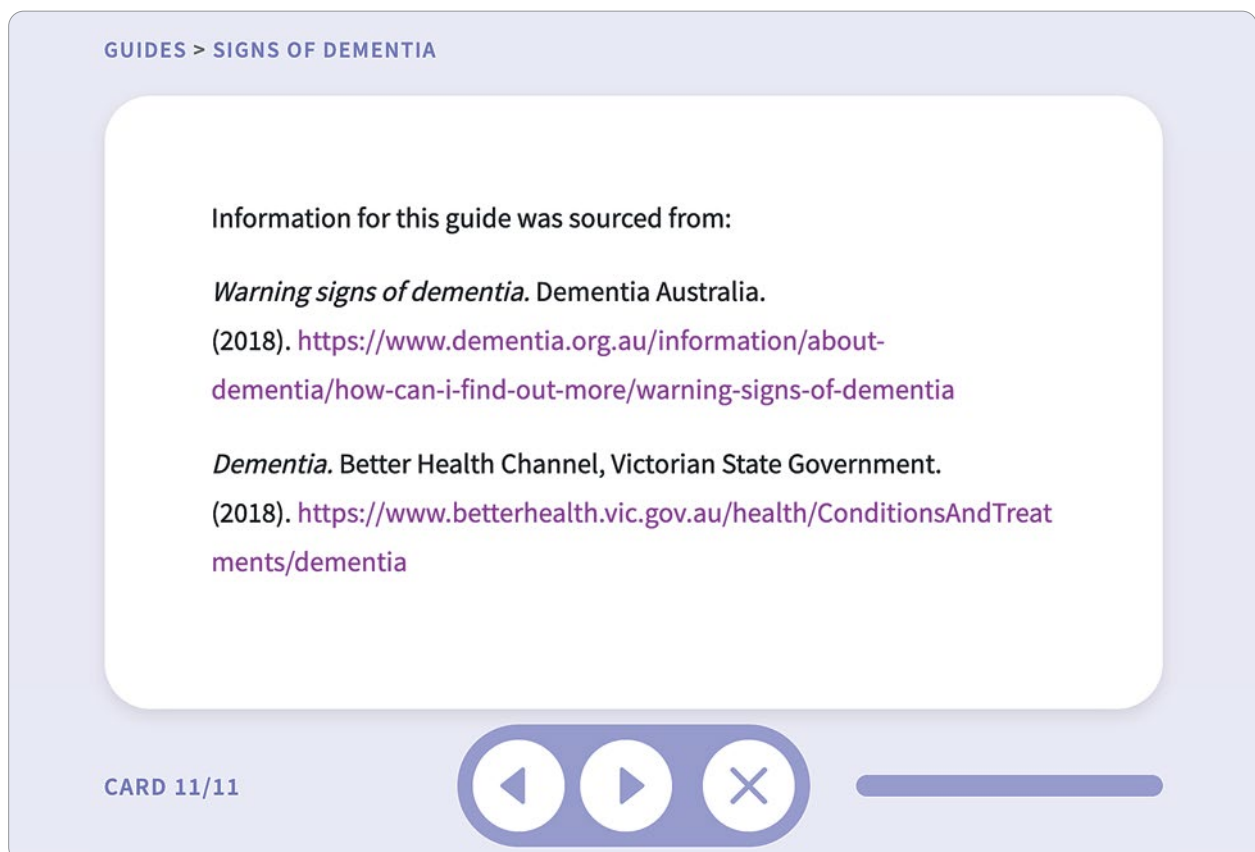 GUIDES > SIGNS OF DEMENTIA
Information for this guide was sourced from:
Warning signs of dementia. Dementia Australia.
(2018). https://www.dementia.org.au/information/about-
dementia/how-can-i-find-out-more/warning-signs-of-dementia
Dementia. Better Health Channel, Victorian State Government.
(2018). https://www.betterhealth.vic.gov.au/health/ConditionsAndTreat
ments/dementia
CARD 11/11